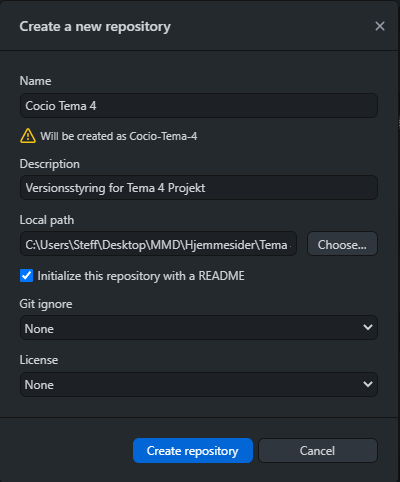 Create a new repository
Name
Cocio Tema 4
Will be created as Cocio-Tema-4
Description
Versionsstyring for Tema 4 Projekt
Local path
C:\Users\Steff\Desktop\MMD\Hjemmesider\Tema
Choose...
Initialize this repository with a README
Git ignore
None
License
None
Create repository
Cancel